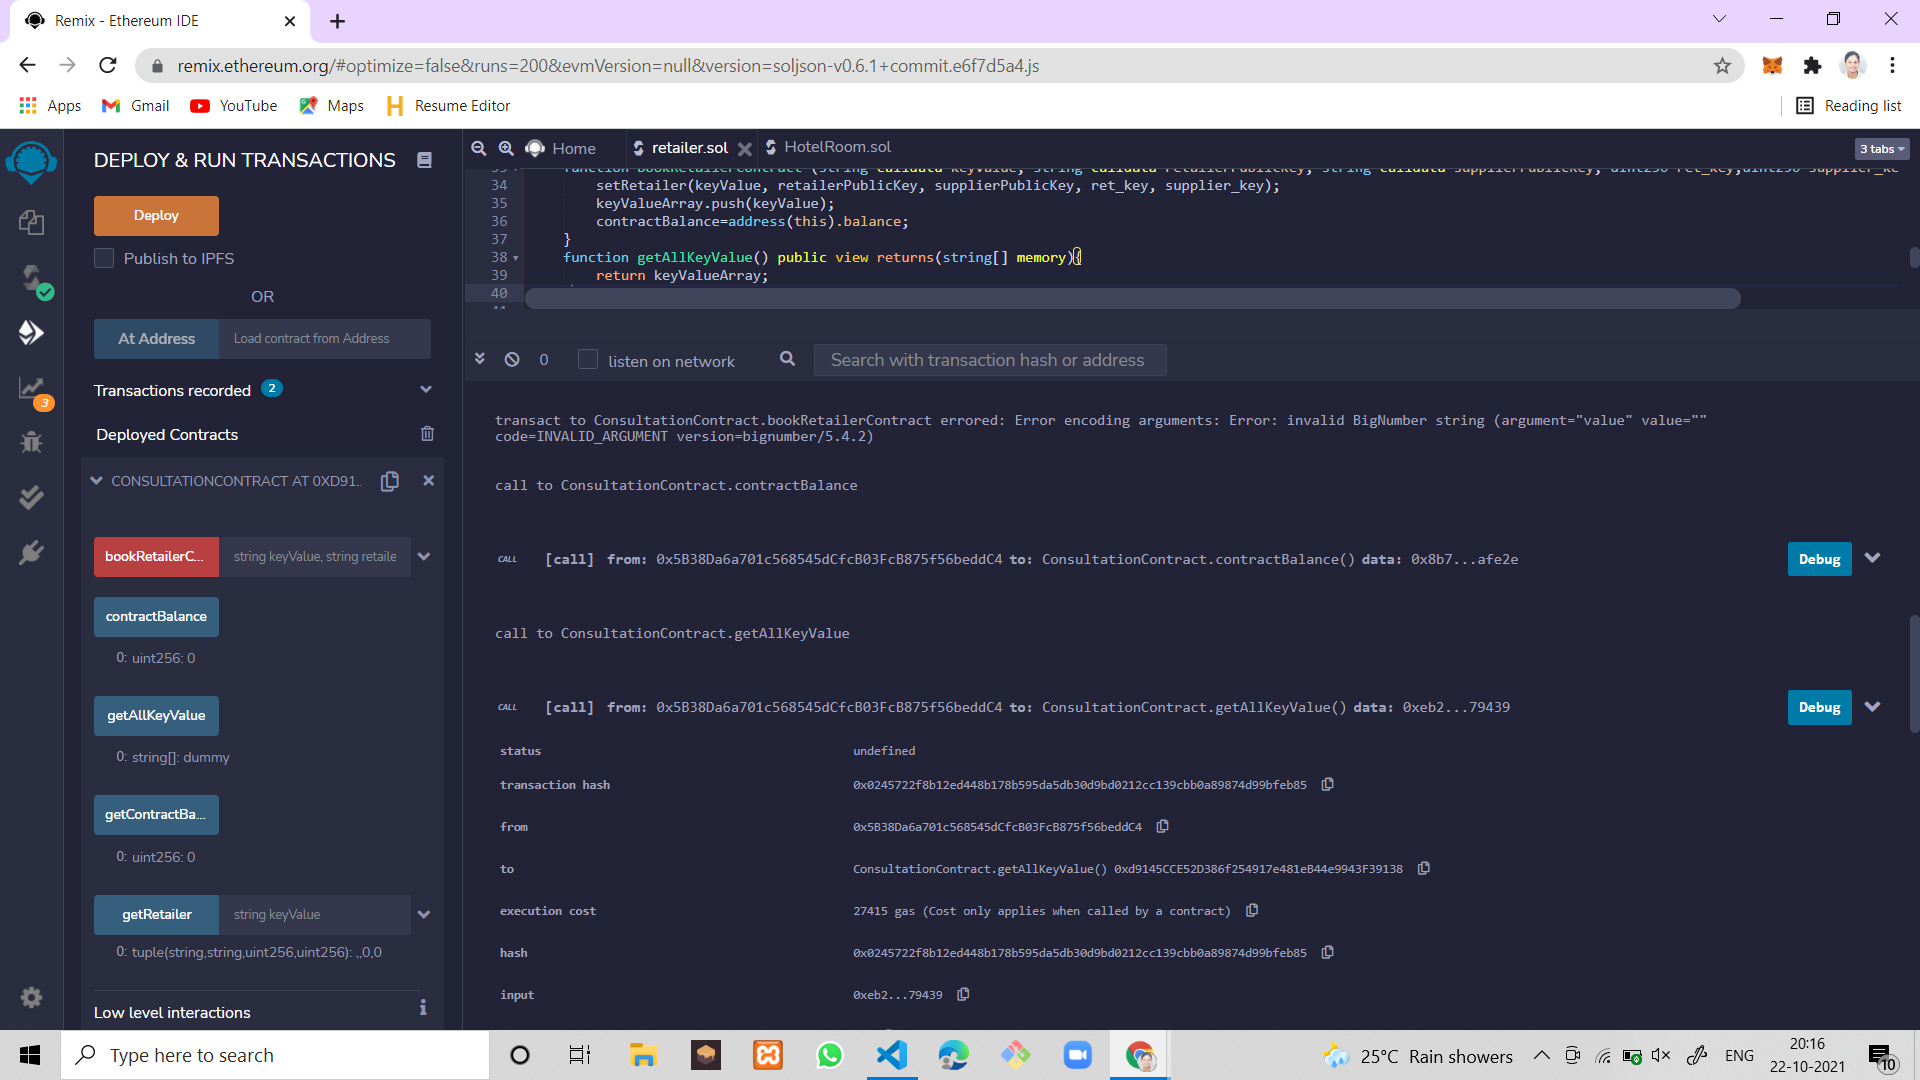 Remix - Ethereum IDE
remix.ethereum.org/#optimize=false&runs=200&evmVersion=null&version=soljson-v0.6.1+commit.e6f7d5a4.js
Apps Gmail YouTube Maps Resume Editor Reading list
DEPLOY & RUN TRANSACTIONS
Deploy
Publish to IPFS
OR
At Address Load contract from Address
Transactions recorded 2
3
Deployed Contracts
CONSULTATIONCONTRACT AT 0XD91...
bookRetailerC... string keyValue, string retaile
contractBalance
0: uint256: 0
getAllKeyValue
0: string[]: dummy
getContractBa...
0: uint256: 0
getRetailer string keyValue
0: tuple(string,string,uint256,uint256): ,,0,0
Low level interactions
Home retailer.sol HotelRoom.sol 3 tabs
34 setRetailer(keyValue, retailerPublicKey, supplierPublicKey, ret_key, supplier_key);
35 keyValueArray.push(keyValue);
36 contractBalance=address(this).balance;
37 }
38 function getAllKeyValue() public view returns(string[] memory){
39 return keyValueArray;
40
0 listen on network Search with transaction hash or address
transact to ConsultationContract.bookRetailerContract errored: Error encoding arguments: Error: invalid BigNumber string (argument="value" value=""
code=INVALID_ARGUMENT version=bignumber/5.4.2)
call to ConsultationContract.contractBalance
CALL [call] from: 0x5B38Da6a701c568545dCfcB03FcB875f56beddC4 to: ConsultationContract.contractBalance() data: 0x8b7...afe2e Debug
call to ConsultationContract.getAllKeyValue
CALL [call] from: 0x5B38Da6a701c568545dCfcB03FcB875f56beddC4 to: ConsultationContract.getAllKeyValue() data: 0xeb2...79439 Debug
status undefined
transaction hash 0x0245722f8b12ed448b178b595da5db30d9bd0212cc139cbb0a89874d99bfeb85
from 0x5B38Da6a701c568545dCfcB03FcB875f56beddC4
to ConsultationContract.getAllKeyValue() 0xd9145CCE52D386f254917e481eB44e9943F39138
execution cost 27415 gas (Cost only applies when called by a contract)
hash 0x0245722f8b12ed448b178b595da5db30d9bd0212cc139cbb0a89874d99bfeb85
input 0xeb2...79439
Type here to search
25°C Rain showers ENG
20:16
22-10-2021
10